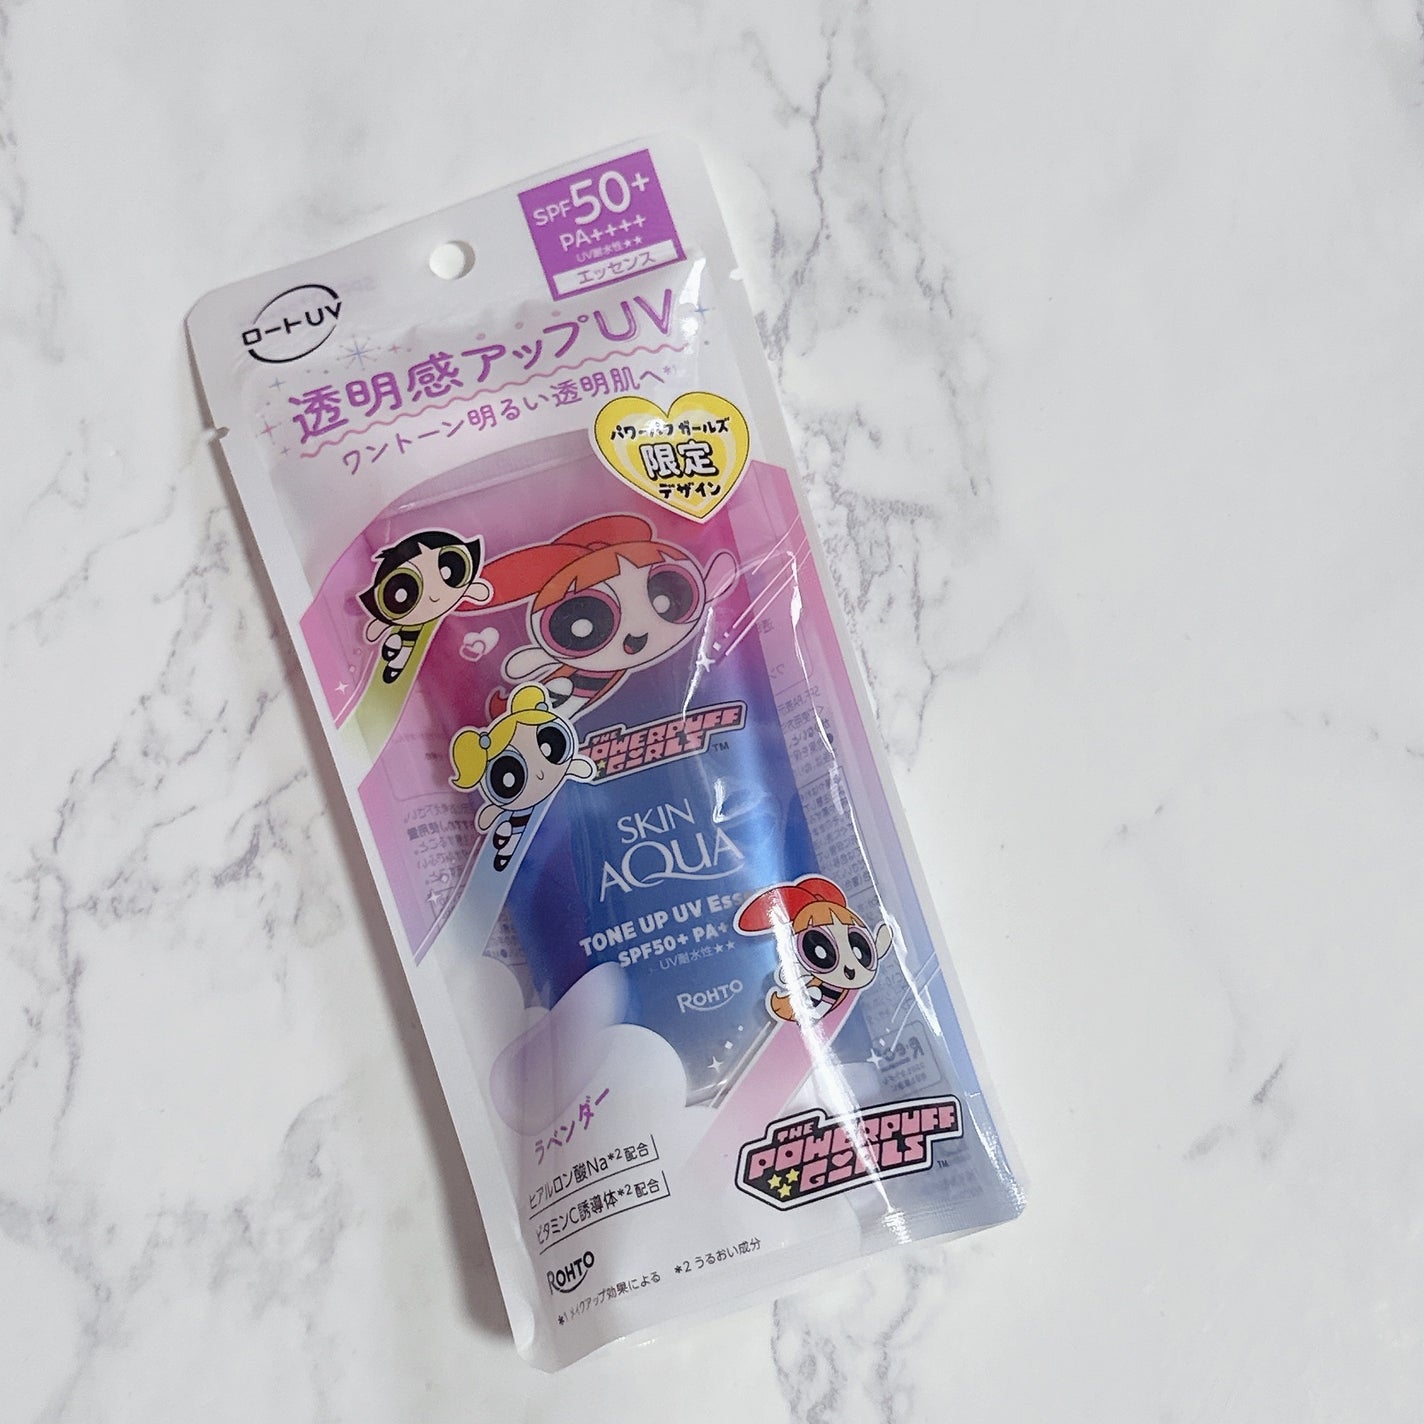 SPF50+
PA++++
UV耐水性★★
エッセンス
ロートUV
透明感アップUV
ワントーン明るい透明肌へ*1
パワーパフ ガールズ
限定
デザイン
THE
POWERPUFF
GIRLS™
SKIN
AQUA
TONE UP UV Ess
SPF50+ PA+
UV耐水性★★
ROHTO
ラベンダー
ヒアルロン酸Na*2配合
ビタミンC誘導体*2配合
THE
POWERPUFF
GIRLS™
ROHTO
*1 メイクアップ効果による *2 うるおい成分